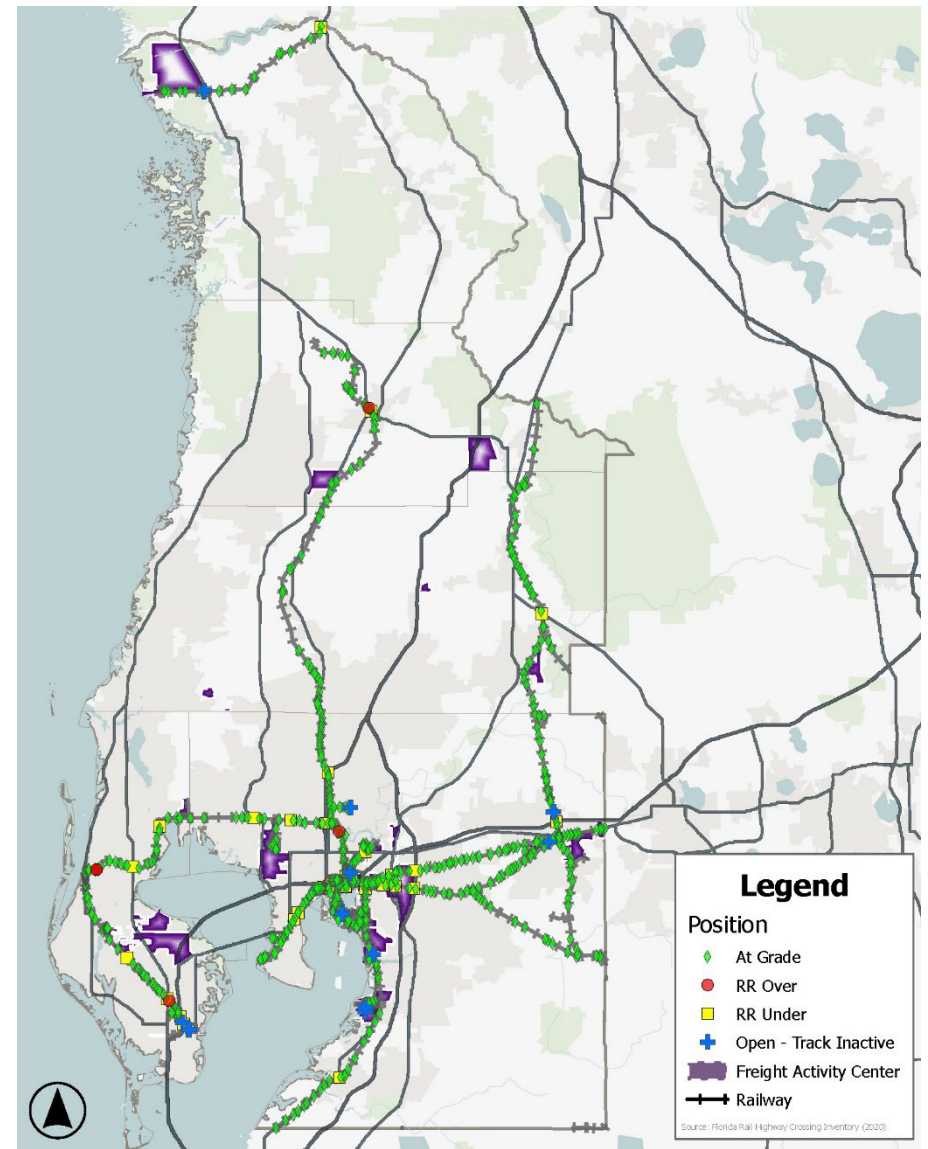 Legend
Position
At Grade
RR Over
RR Under
Open - Track Inactive
Freight Activity Center
Railway
Source: Florida Rail Highway Crossing Inventory (2020)